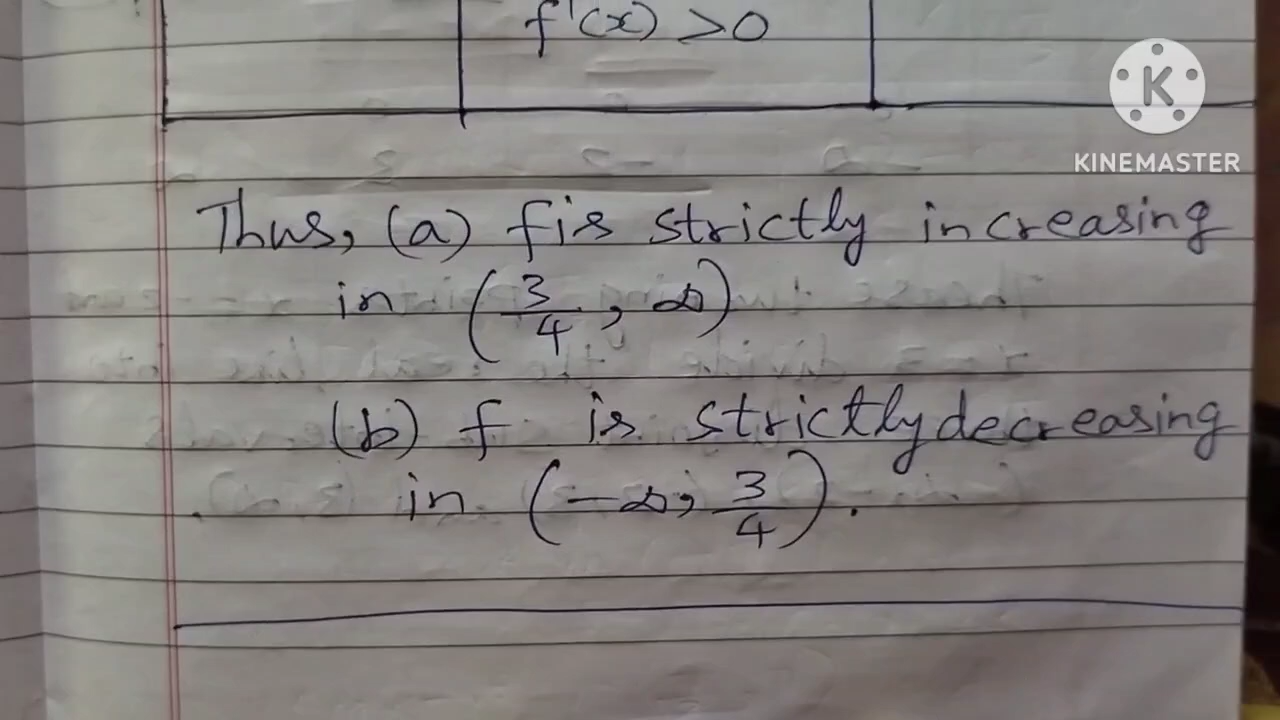 f'(x) >0
KINEMASTER
Thus, (a) f is strictly increasing
in (3/4, ∞)
(b) f is strictly decreasing
in (-∞, 3/4).